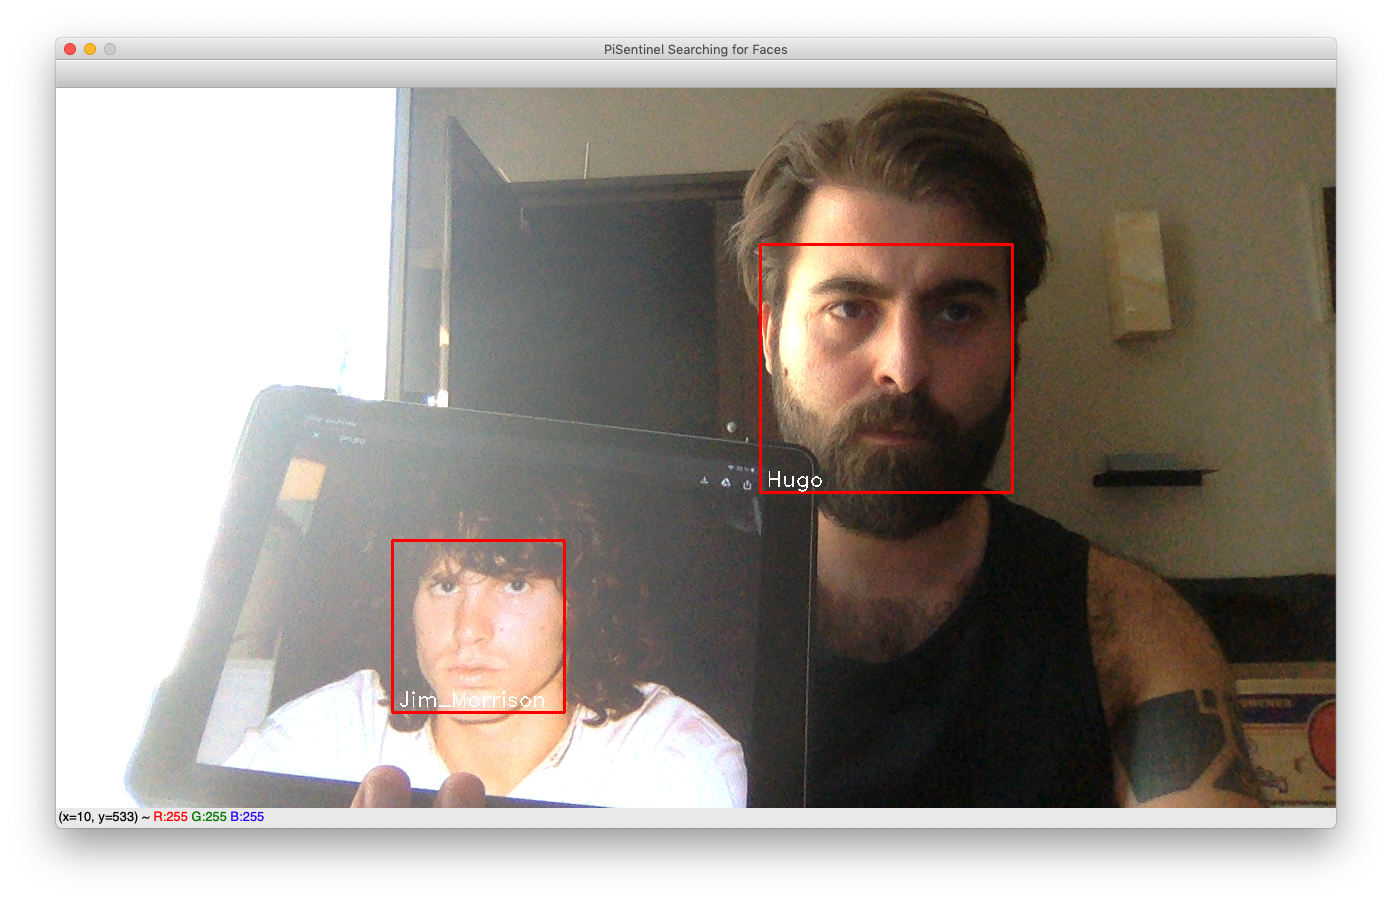 PiSentinel Searching for Faces
Hugo
Jim_Morrison
(x=10, y=533) ~ R:255 G:255 B:255